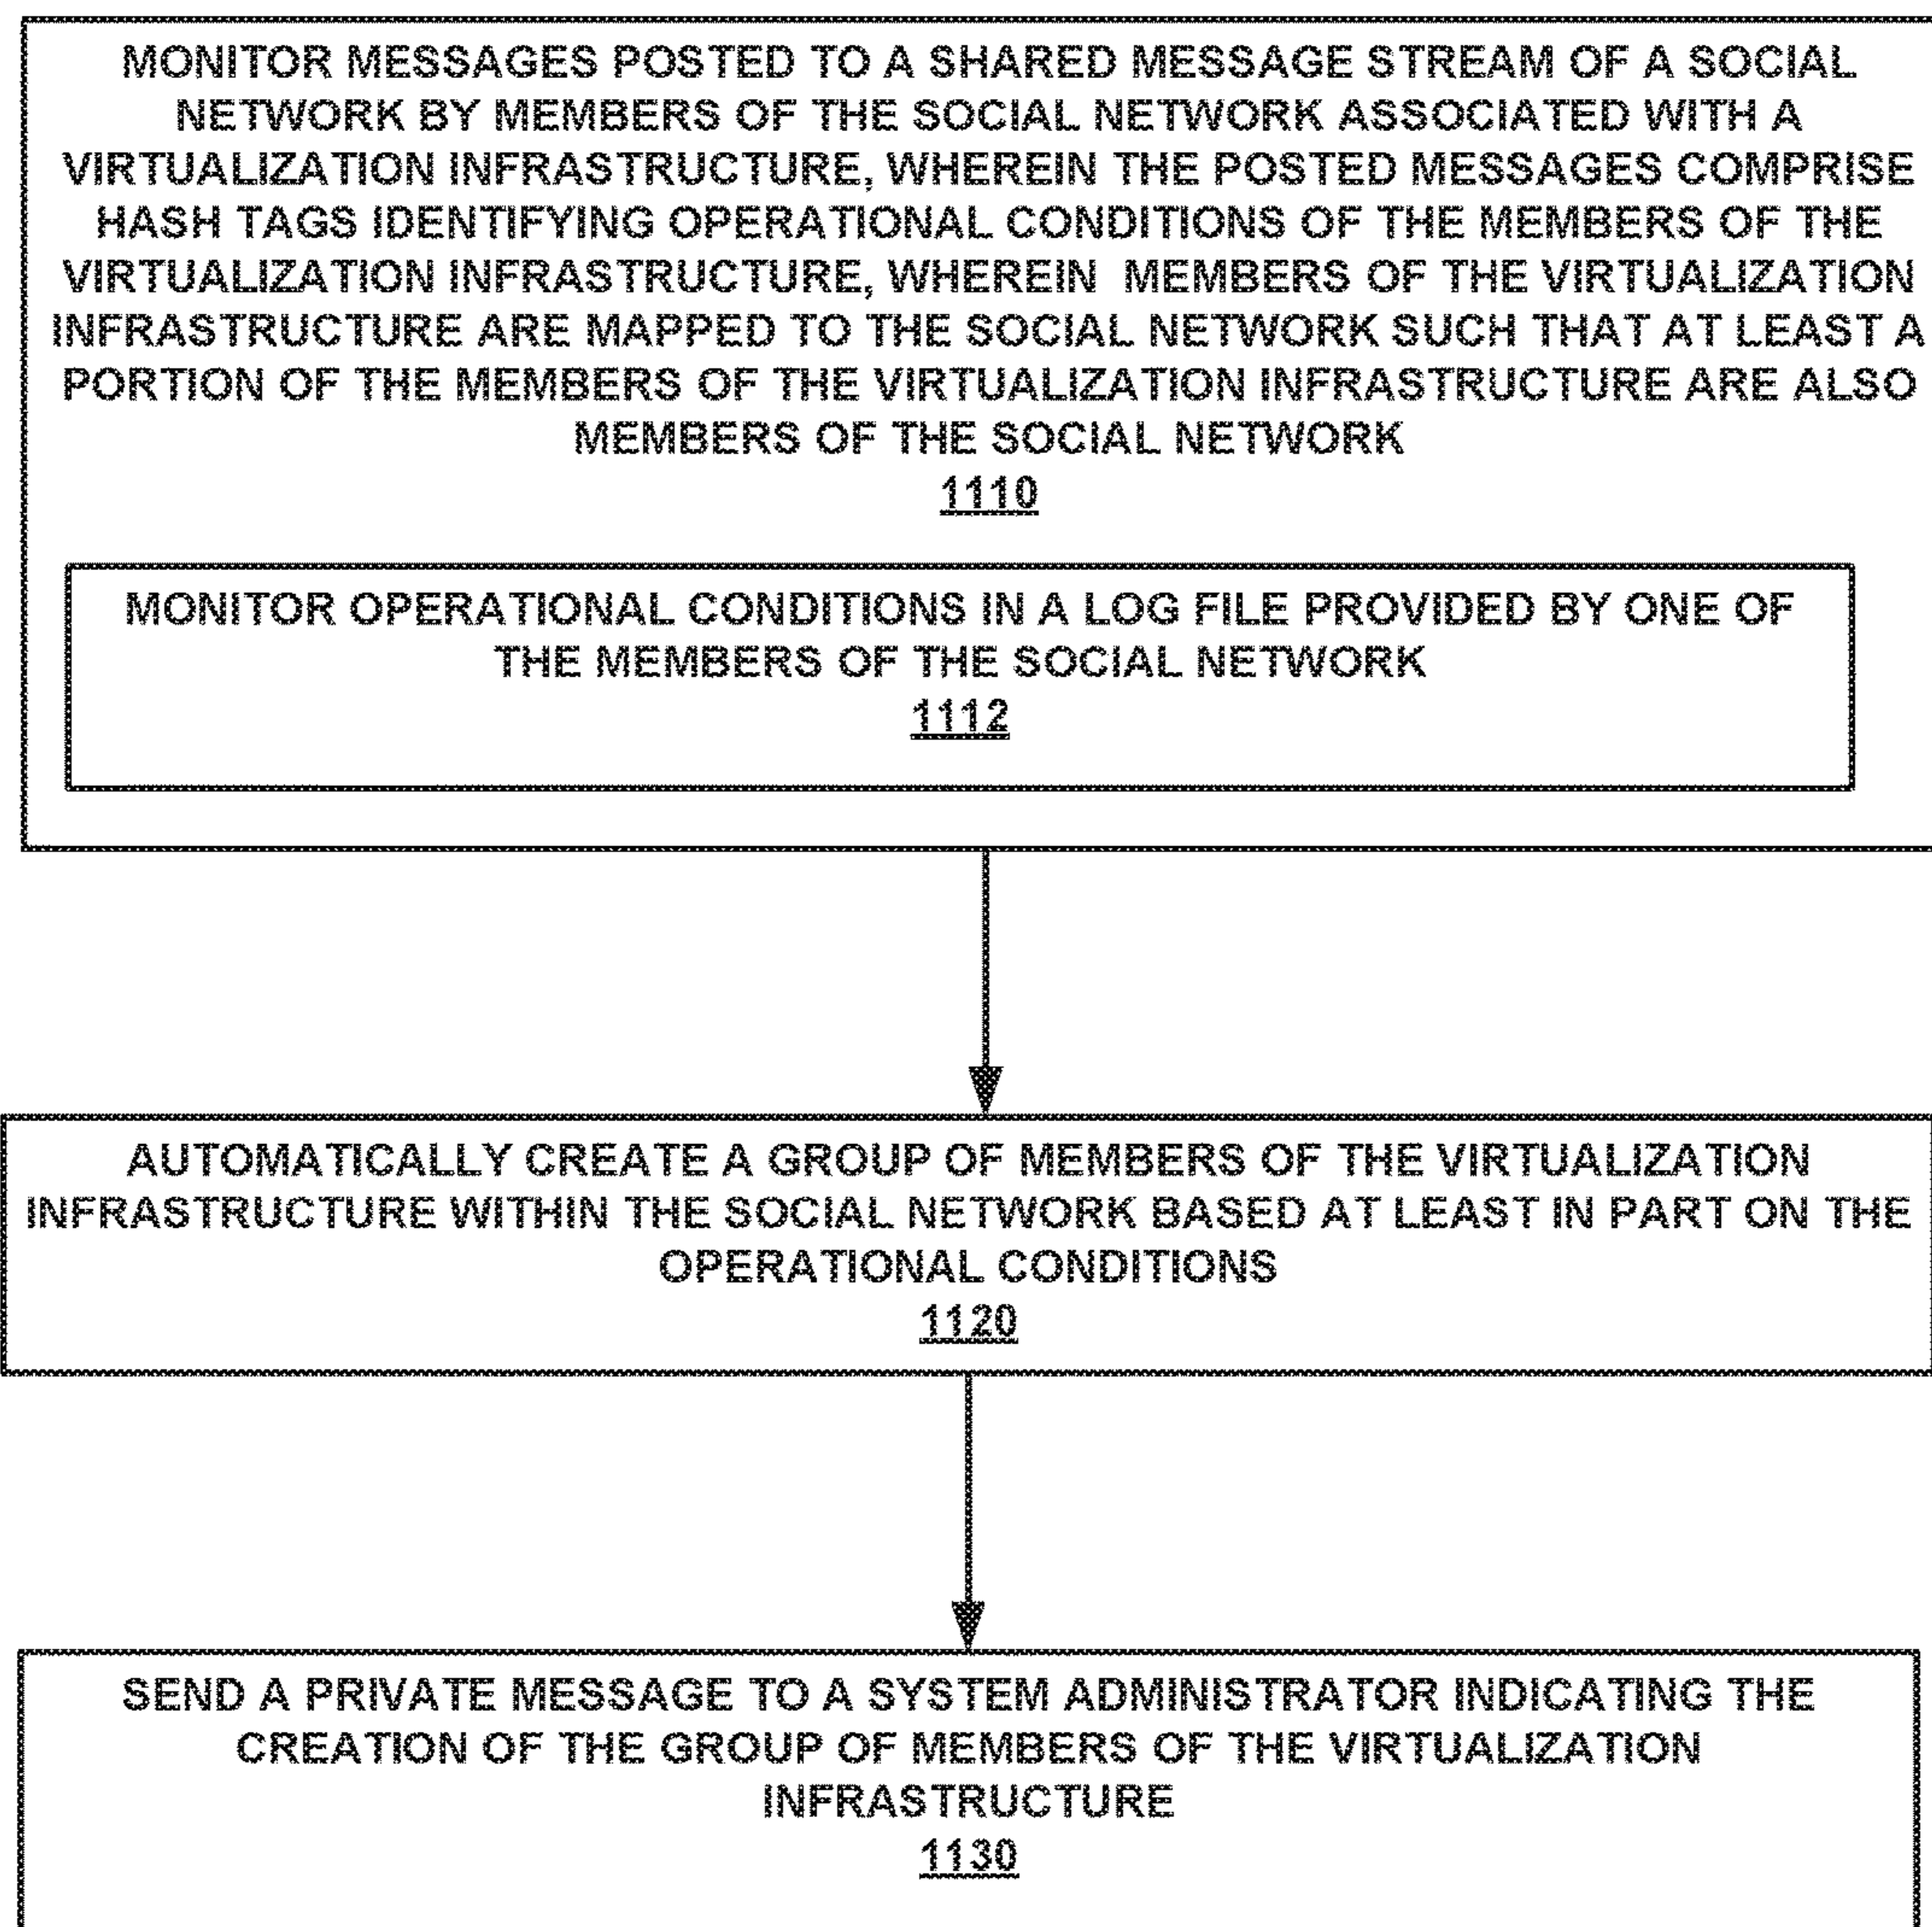 MONITOR MESSAGES POSTED TO A SHARED MESSAGE STREAM OF A SOCIAL
NETWORK BY MEMBERS OF THE SOCIAL NETWORK ASSOCIATED WITH A
VIRTUALIZATION INFRASTRUCTURE, WHEREIN THE POSTED MESSAGES COMPRISE
HASH TAGS IDENTIFYING OPERATIONAL CONDITIONS OF THE MEMBERS OF THE
VIRTUALIZATION INFRASTRUCTURE, WHEREIN MEMBERS OF THE VIRTUALIZATION
INFRASTRUCTURE ARE MAPPED TO THE SOCIAL NETWORK SUCH THAT AT LEAST A
PORTION OF THE MEMBERS OF THE VIRTUALIZATION INFRASTRUCTURE ARE ALSO
MEMBERS OF THE SOCIAL NETWORK
1110
MONITOR OPERATIONAL CONDITIONS IN A LOG FILE PROVIDED BY ONE OF
THE MEMBERS OF THE SOCIAL NETWORK
1112
AUTOMATICALLY CREATE A GROUP OF MEMBERS OF THE VIRTUALIZATION
INFRASTRUCTURE WITHIN THE SOCIAL NETWORK BASED AT LEAST IN PART ON THE
OPERATIONAL CONDITIONS
1120
SEND A PRIVATE MESSAGE TO A SYSTEM ADMINISTRATOR INDICATING THE
CREATION OF THE GROUP OF MEMBERS OF THE VIRTUALIZATION
INFRASTRUCTURE
1130